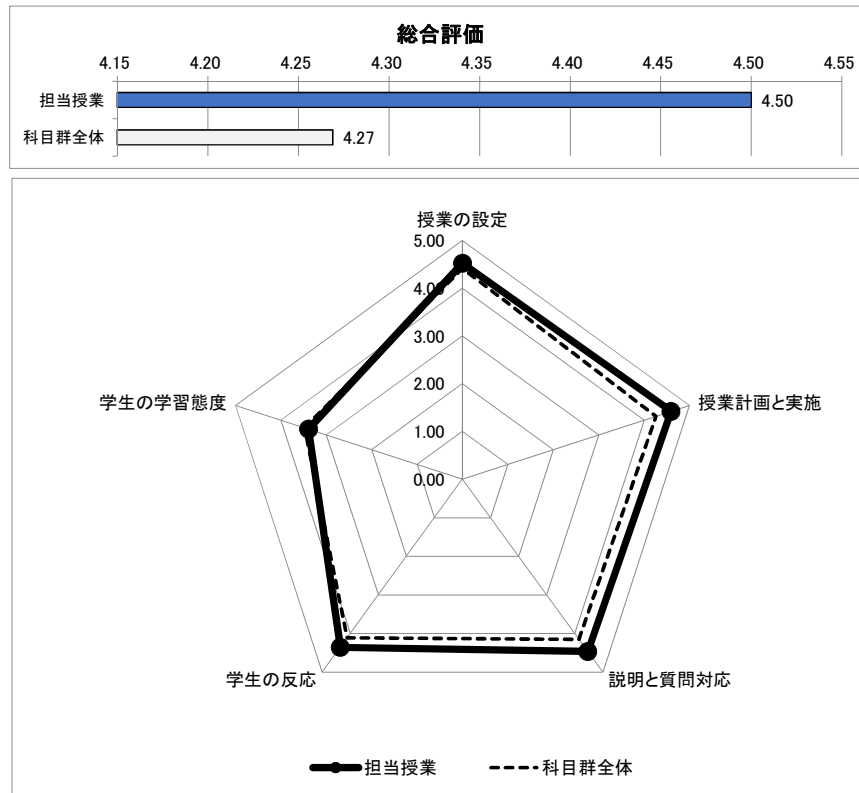 総合評価
4.15 4.20 4.25 4.30 4.35 4.40 4.45 4.50 4.55
担当授業 4.50
科目群全体 4.27
授業の設定
5.00
4.00
3.00
2.00
1.00
0.00
学生の学習態度
授業計画と実施
学生の反応
説明と質問対応
担当授業 科目群全体